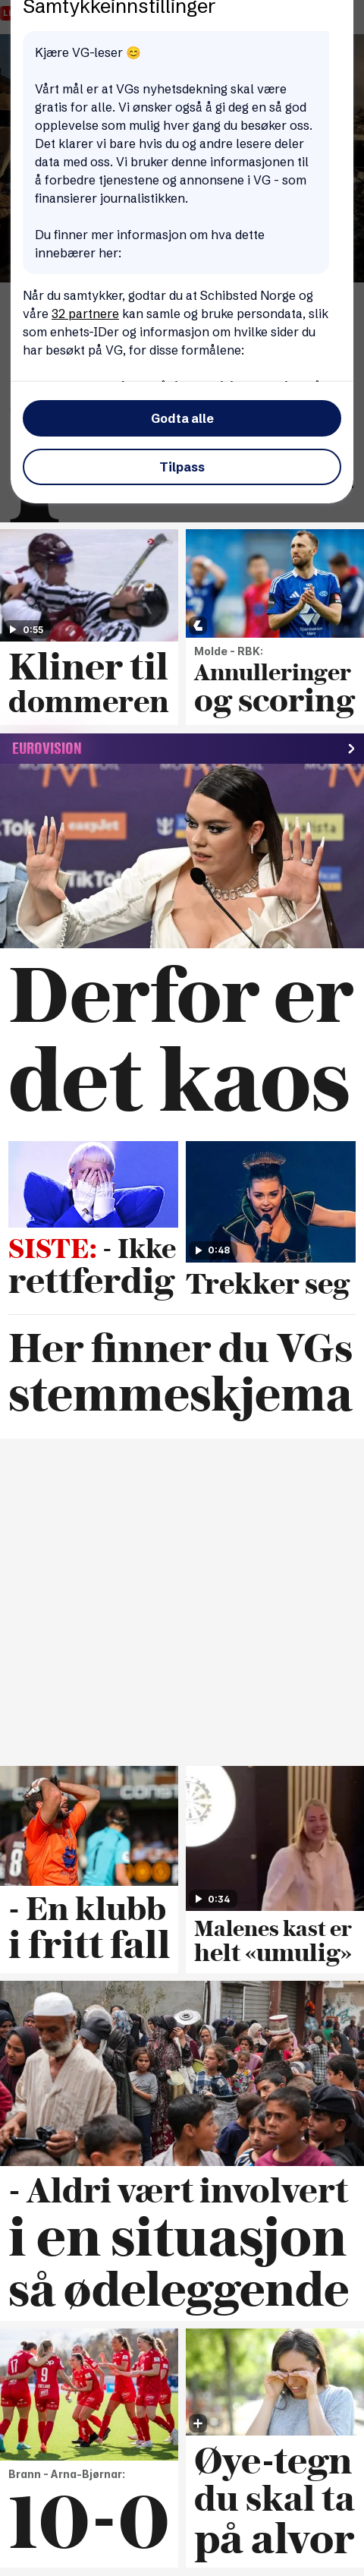 Samtykkeinnstillinger
Kjære VG-leser 😊
Vårt mål er at VGs nyhetsdekning skal være
gratis for alle. Vi ønsker også å gi deg en så god
opplevelse som mulig hver gang du besøker oss.
Det klarer vi bare hvis du og andre lesere deler
data med oss. Vi bruker denne informasjonen til
å forbedre tjenestene og annonsene i VG - som
finansierer journalistikken.
Du finner mer informasjon om hva dette
innebærer her:
Når du samtykker, godtar du at Schibsted Norge og
våre 32 partnere kan samle og bruke persondata, slik
som enhets-IDer og informasjon om hvilke sider du
har besøkt på VG, for disse formålene:
Godta alle
Tilpass
0:55
Kliner til
dommeren
Molde - RBK:
Annulleringer
og scoring
EUROVISION
easyJet
TikTok
Derfor er
det kaos
SISTE: - Ikke
rettferdig
0:48
Trekker seg
Her finner du VGs
stemmeskjema
- En klubb
i fritt fall
0:34
Malenes kast er
helt «umulig»
- Aldri vært involvert
i en situasjon
så ødeleggende
Brann - Arna-Bjørnar:
10-0
Øye-tegn
du skal ta
på alvor